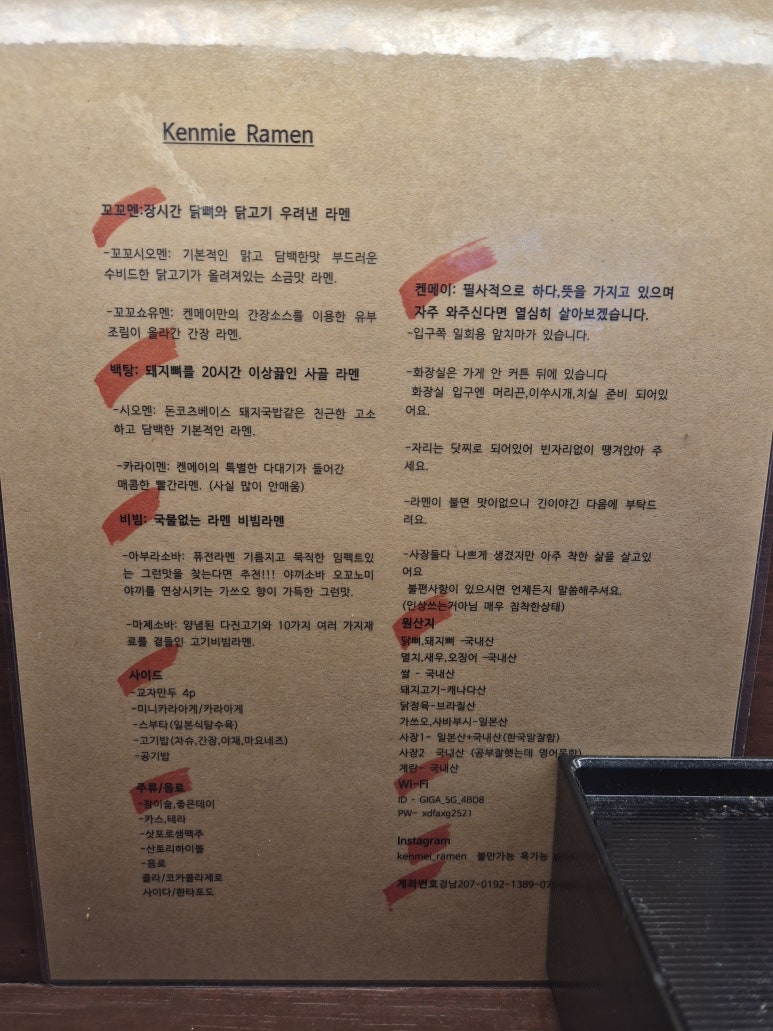 Kenmie Ramen
꼬꼬멘:장시간 닭뼈와 닭고기 우려낸 라멘
-꼬꼬시오멘: 기본적인 맑고 담백한맛 부드러운
수비드한 닭고기가 올려져있는 소금맛 라멘.
-꼬꼬쇼유멘: 켄메이만의 간장소스를 이용한 유부
조림이 올라간 간장 라멘.
백탕: 돼지뼈를 20시간 이상끓인 사골 라멘
-시오멘: 돈코츠베이스 돼지국밥같은 진근한 고소
하고 담백한 기본적인 라멘.
-카라이멘: 켄메이의 특별한 다대기가 들어간
매콤한 빨간라멘. (사실 많이 안매움)
비빔: 국물없는 라멘 비빔라멘
-아부라소바: 퓨전라멘 기름지고 묵직한 임펙트있
는 그런맛을 찾는다면 추천!!! 야끼소바 오꼬노미
야끼를 연상시키는 가쓰오 향이 가득한 그런맛.
-마제소바: 양념된 다진고기와 10가지 여러 가지재
료를 곁들인 고기비빔라멘.
사이드
-교자만두 4p
-미니카라아게/카라아게
-스부타(일본식탕수육)
-고기밥(차슈,간장,야채,마요네즈)
-공기밥
주류/음료
-참이슬,좋은데이
-카스,테라
-삿포로생맥주
-산토리하이볼
-음료
콜라/코카콜라제로
사이다/환타포도
켄메이: 필사적으로 하다,뜻을 가지고 있으며
자주 와주신다면 열심히 살아보겠습니다.
-입구쪽 일회용 앞치마가 있습니다.
-화장실은 가게 안 커튼 뒤에 있습니다
화장실 입구엔 머리끈,이쑤시개,치실 준비 되어있
어요.
-자리는 닷찌로 되어있어 빈자리없이 땡겨앉아 주
세요.
-라멘이 불면 맛이없으니 긴이야긴 다음에 부탁드
려요.
-사장둘다 나쁘게 생겼지만 아주 착한 삶을 살고있
어요
불편사항이 있으시면 언제든지 말씀해주서요.
(인상쓰는거아님 매우 침착한상태)
원산지
닭뼈,돼지뼈 -국내산
멸치,새우,오징어 -국내산
쌀 - 국내산
돼지고기-캐나다산
닭정육-브라질산
가쓰오,사바부시-일본산
사장1- 일본산+국내산(한국말잘함)
사장2 국내산 (공부잘했는데 영어못함)
계란- 국내산
Wi-Fi
ID - GIGA_5G_4BD8
PW- xdfaxg2521
Instagram
kenmei_ramen 불만가능 욕가능
계좌번호경남207-0192-1389-07